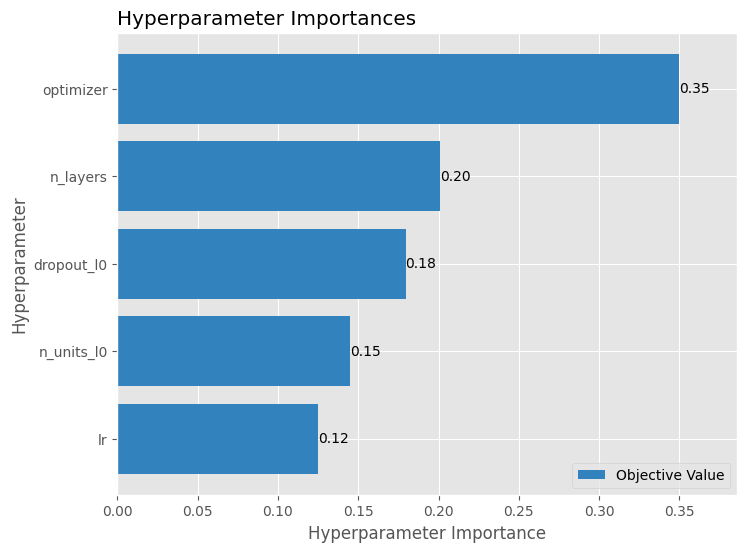 Hyperparameter Importances
optimizer
0.35
n_layers
0.20
dropout_l0
0.18
n_units_l0
0.15
lr
0.12
Hyperparameter
Objective Value
0.00 0.05 0.10 0.15 0.20 0.25 0.30 0.35
Hyperparameter Importance